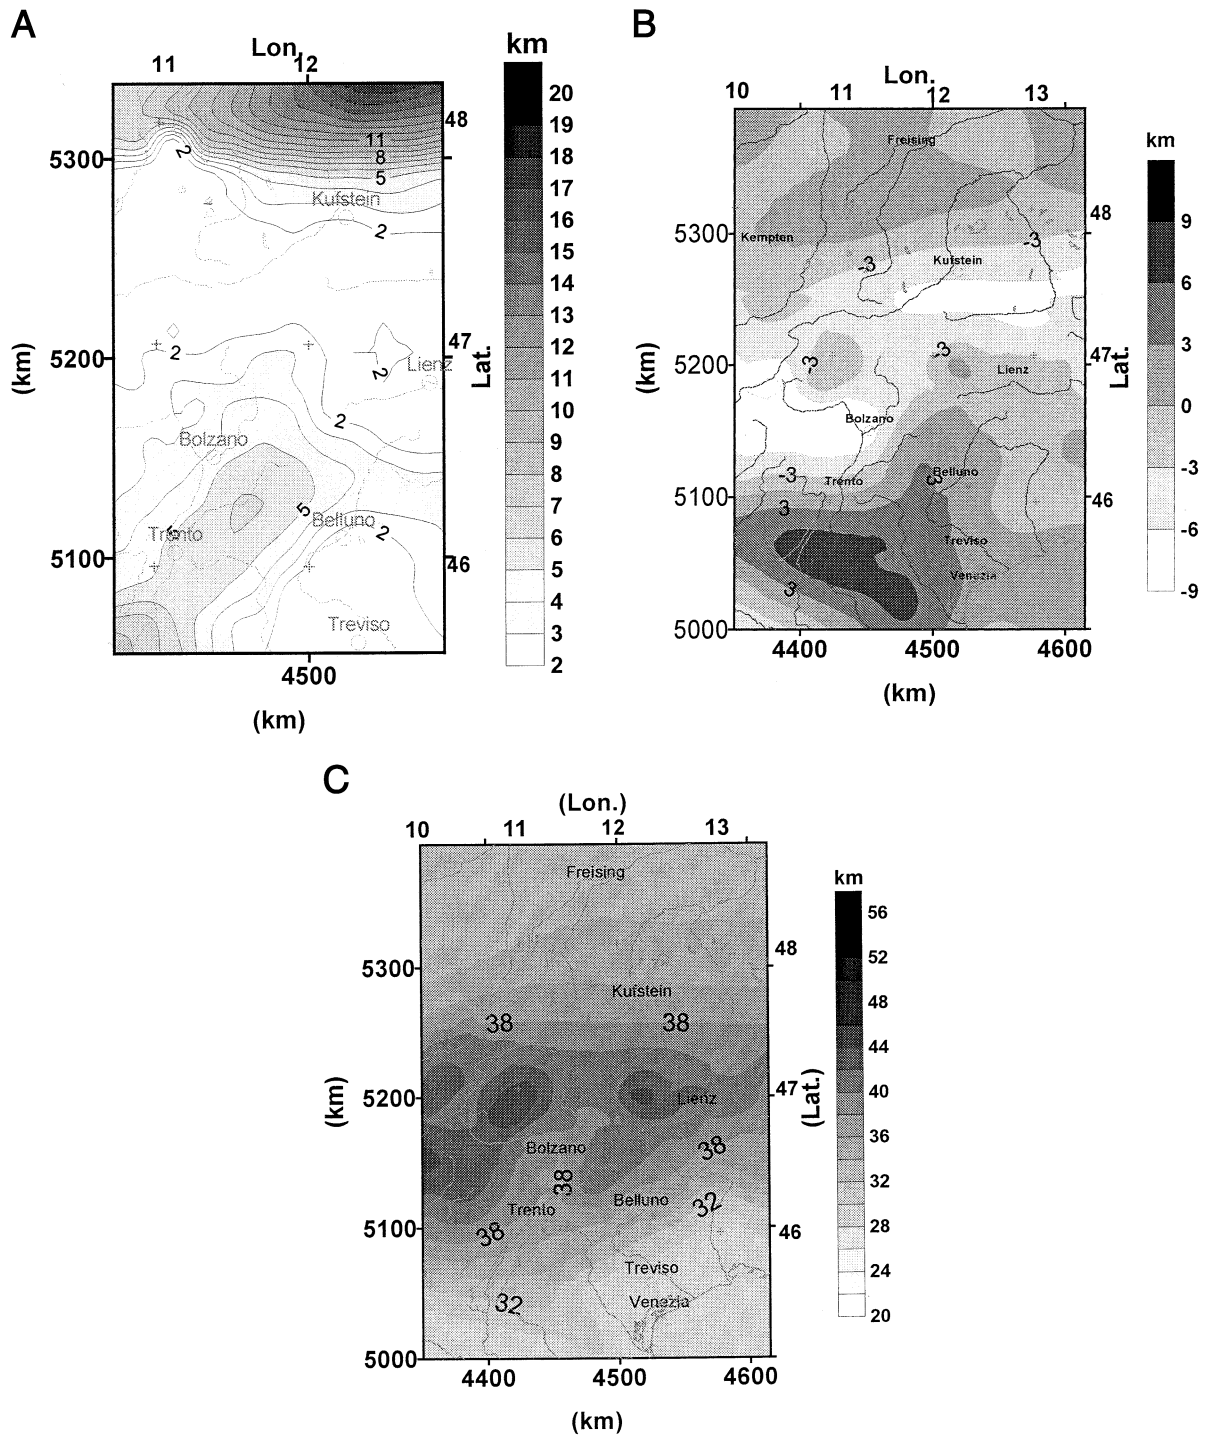 A
Lon.
11 12
km
48
5300
11
8
5
2
Kufstein
2
47
5200
2
Lienz
2
2
Bolzano
(km)
Lat.
5
Belluno
2
Trento
5100
46
Treviso
4500
(km)
20
19
18
17
16
15
14
13
12
11
10
9
8
7
6
5
4
3
2
B
Lon.
10 11 12 13
km
Freising
48
5300
Kempten
-3
-3
Kufstein
5200
-3
-3
Lienz
47
(km)
Lat.
Bolzano
-3
Trento
3
Belluno
5100
46
3
Treviso
Venezia
3
5000
4400 4500 4600
(km)
9
6
3
0
-3
-6
-9
C
(Lon.)
10 11 12 13
km
Freising
48
5300
Kufstein
38 38
47
5200
Lienz
(km)
(Lat.)
Bolzano
38
38
Belluno
32
Trento
5100
38
46
Treviso
32
Venezia
5000
4400 4500 4600
(km)
56
52
48
44
40
36
32
28
24
20